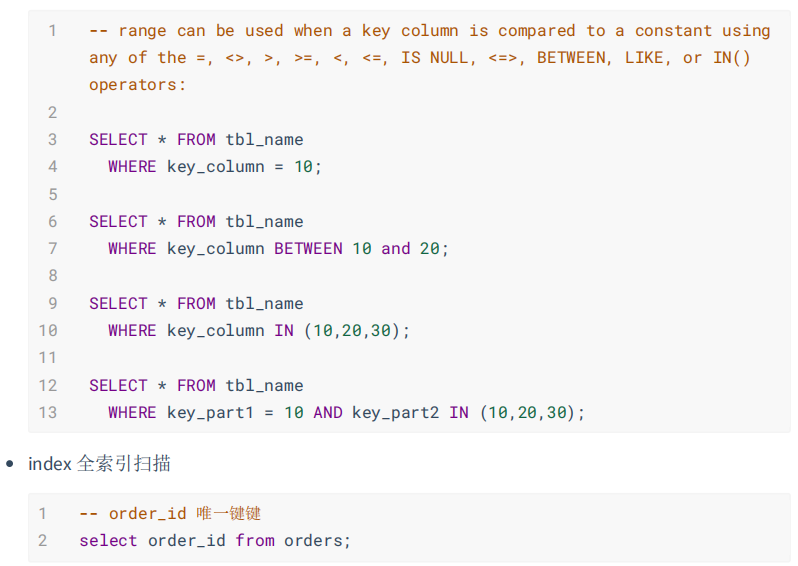 1 -- range can be used when a key column is compared to a constant using
any of the =, <>, >, >=, <, <=, IS NULL, <=>, BETWEEN, LIKE, or IN()
operators:
2
3 SELECT * FROM tbl_name
4 WHERE key_column = 10;
5
6 SELECT * FROM tbl_name
7 WHERE key_column BETWEEN 10 and 20;
8
9 SELECT * FROM tbl_name
10 WHERE key_column IN (10,20,30);
11
12 SELECT * FROM tbl_name
13 WHERE key_part1 = 10 AND key_part2 IN (10,20,30);
• index 全索引扫描
1 -- order_id 唯一键键
2 select order_id from orders;